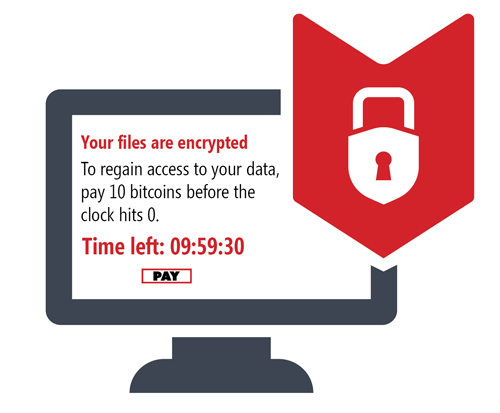 Your files are encrypted
To regain access to your data,
pay 10 bitcoins before the
clock hits 0.
Time left: 09:59:30
PAY